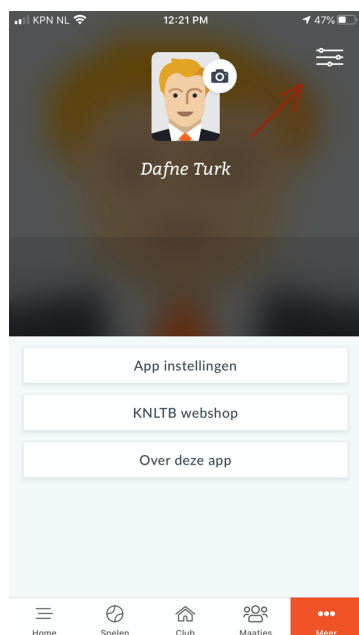 KPN NL 12:21 PM 47%
Dafne Turk
App instellingen
KNLTB webshop
Over deze app
Home Spelen Club Maatjes Meer